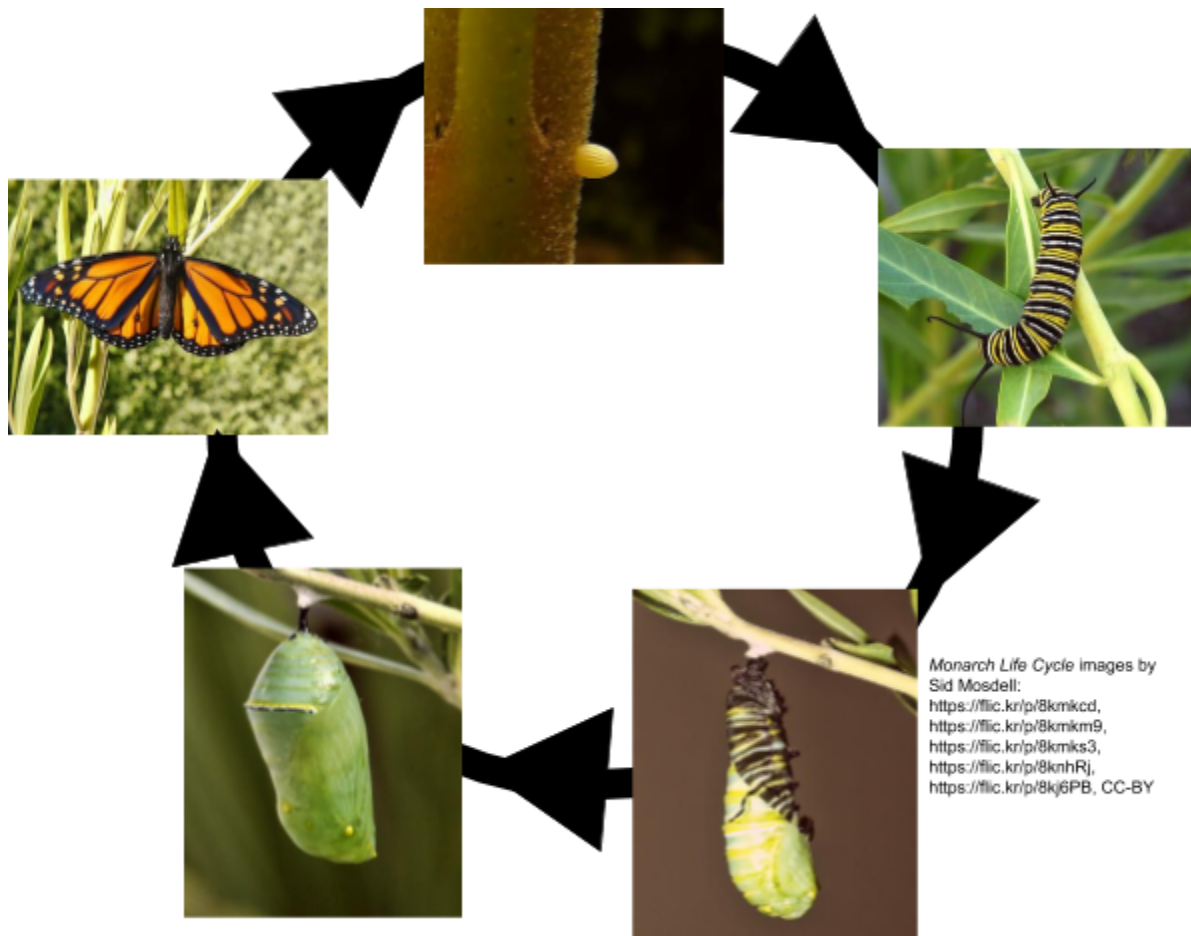 Monarch Life Cycle images by
Sid Mosdell:
https://flic.kr/p/8kmkcd,
https://flic.kr/p/8kmkm9,
https://flic.kr/p/8kmks3,
https://flic.kr/p/8knhRj,
https://flic.kr/p/8kj6PB, CC-BY